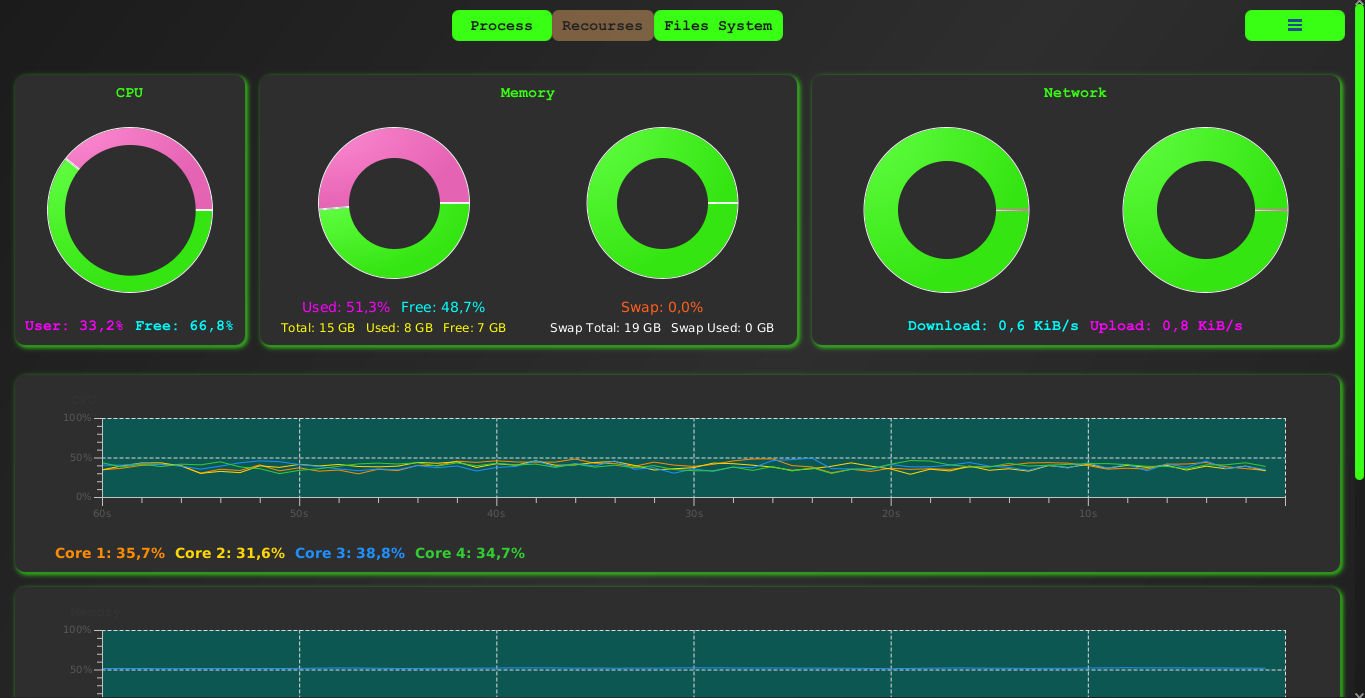 Process Recourses Files System
CPU
Memory
Network
User: 33,2% Free: 66,8%
Used: 51,3% Free: 48,7%
Total: 15 GB Used: 8 GB Free: 7 GB
Swap: 0,0%
Swap Total: 19 GB Swap Used: 0 GB
Download: 0,6 KiB/s Upload: 0,8 KiB/s
CPU
100%
50%
0%
60s 50s 40s 30s 20s 10s
Core 1: 35,7% Core 2: 31,6% Core 3: 38,8% Core 4: 34,7%
Memory
100%
50%